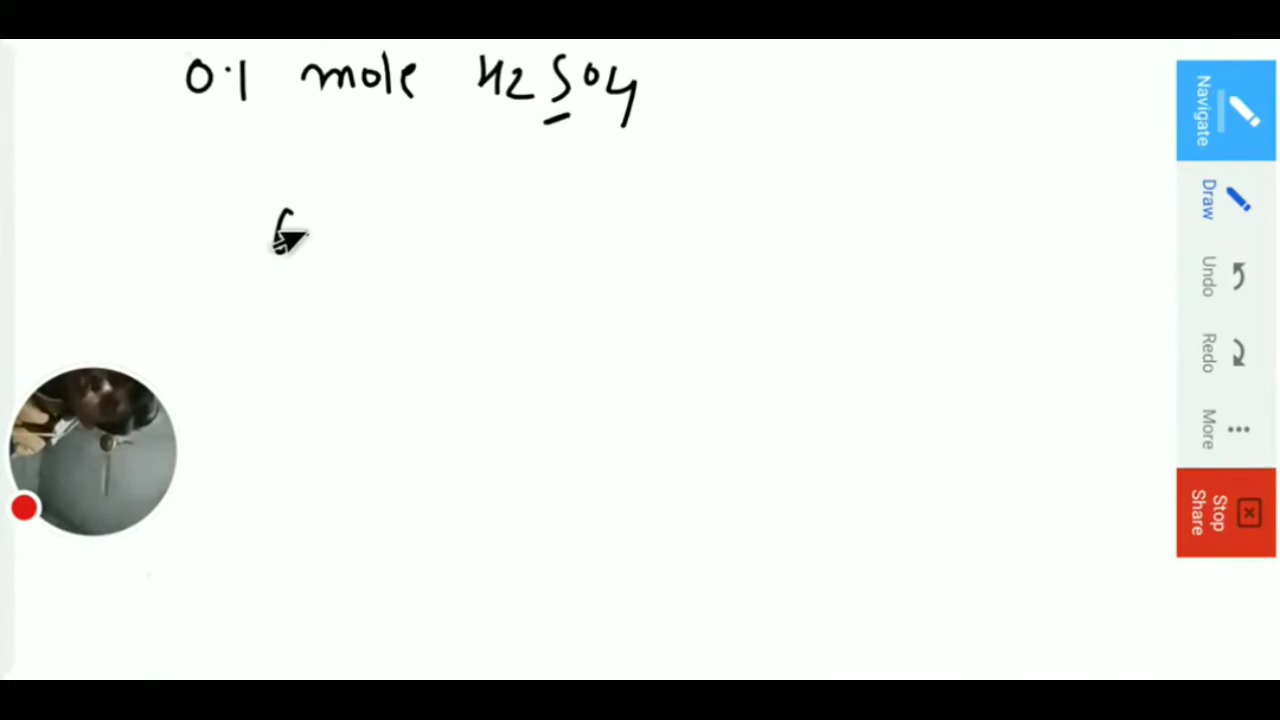 0.1 mole H2SO4
Navigate
Draw
Undo
Redo
More
Stop
Share